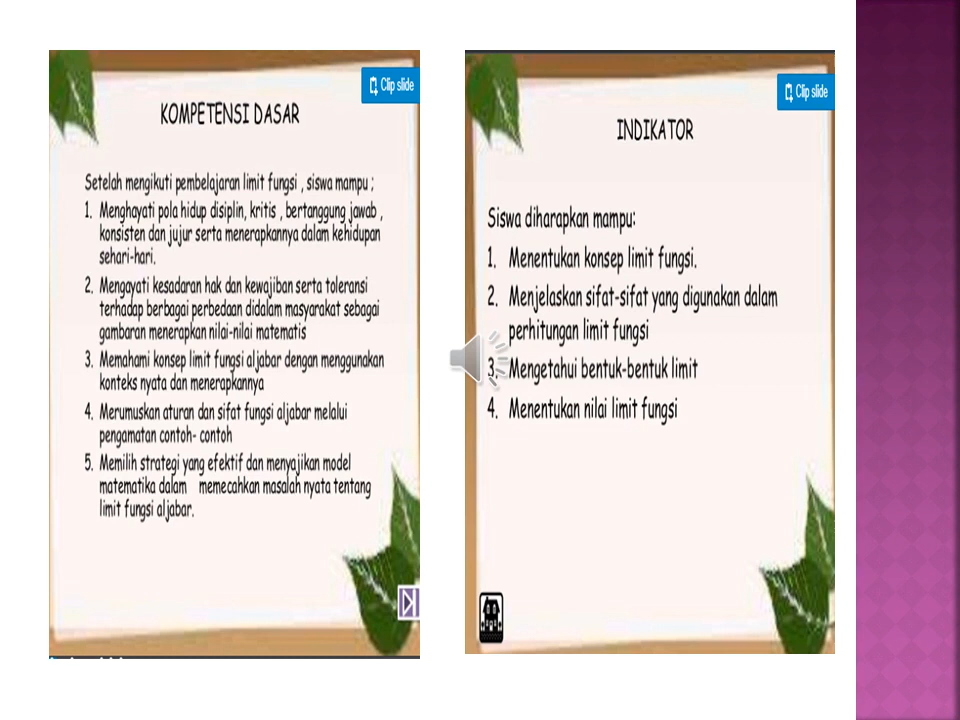 Clip slide
KOMPETENSI DASAR
Setelah mengikuti pembelajaran limit fungsi , siswa mampu ;
1. Menghayati pola hidup disiplin, kritis , bertanggung jawab ,
konsisten dan jujur serta menerapkannya dalam kehidupan
sehari-hari.
2. Mengayati kesadaran hak dan kewajiban serta toleransi
terhadap berbagai perbedaan didalam masyarakat sebagai
gambaran menerapkan nilai-nilai matematis
3. Memahami konsep limit fungsi aljabar dengan menggunakan
konteks nyata dan menerapkannya
4. Merumuskan aturan dan sifat fungsi aljabar melalui
pengamatan contoh- contoh
5. Memilih strategi yang efektif dan menyajikan model
matematika dalam memecahkan masalah nyata tentang
limit fungsi aljabar.
Clip slide
INDIKATOR
Siswa diharapkan mampu:
1. Menentukan konsep limit fungsi.
2. Menjelaskan sifat-sifat yang digunakan dalam
perhitungan limit fungsi
3. Mengetahui bentuk-bentuk limit
4. Menentukan nilai limit fungsi